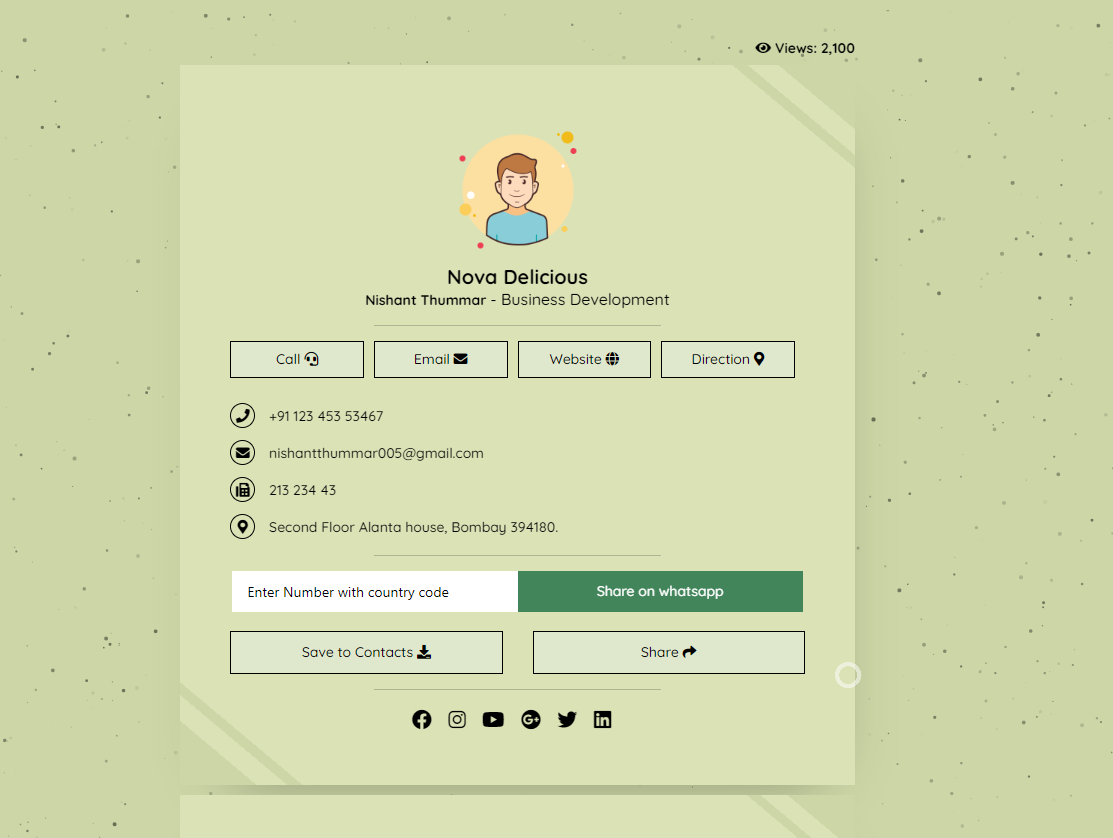 Views: 2,100
Nova Delicious
Nishant Thummar - Business Development
Call
Email
Website
Direction
+91 123 453 53467
nishantthummar005@gmail.com
213 234 43
Second Floor Alanta house, Bombay 394180.
Enter Number with country code
Share on whatsapp
Save to Contacts
Share